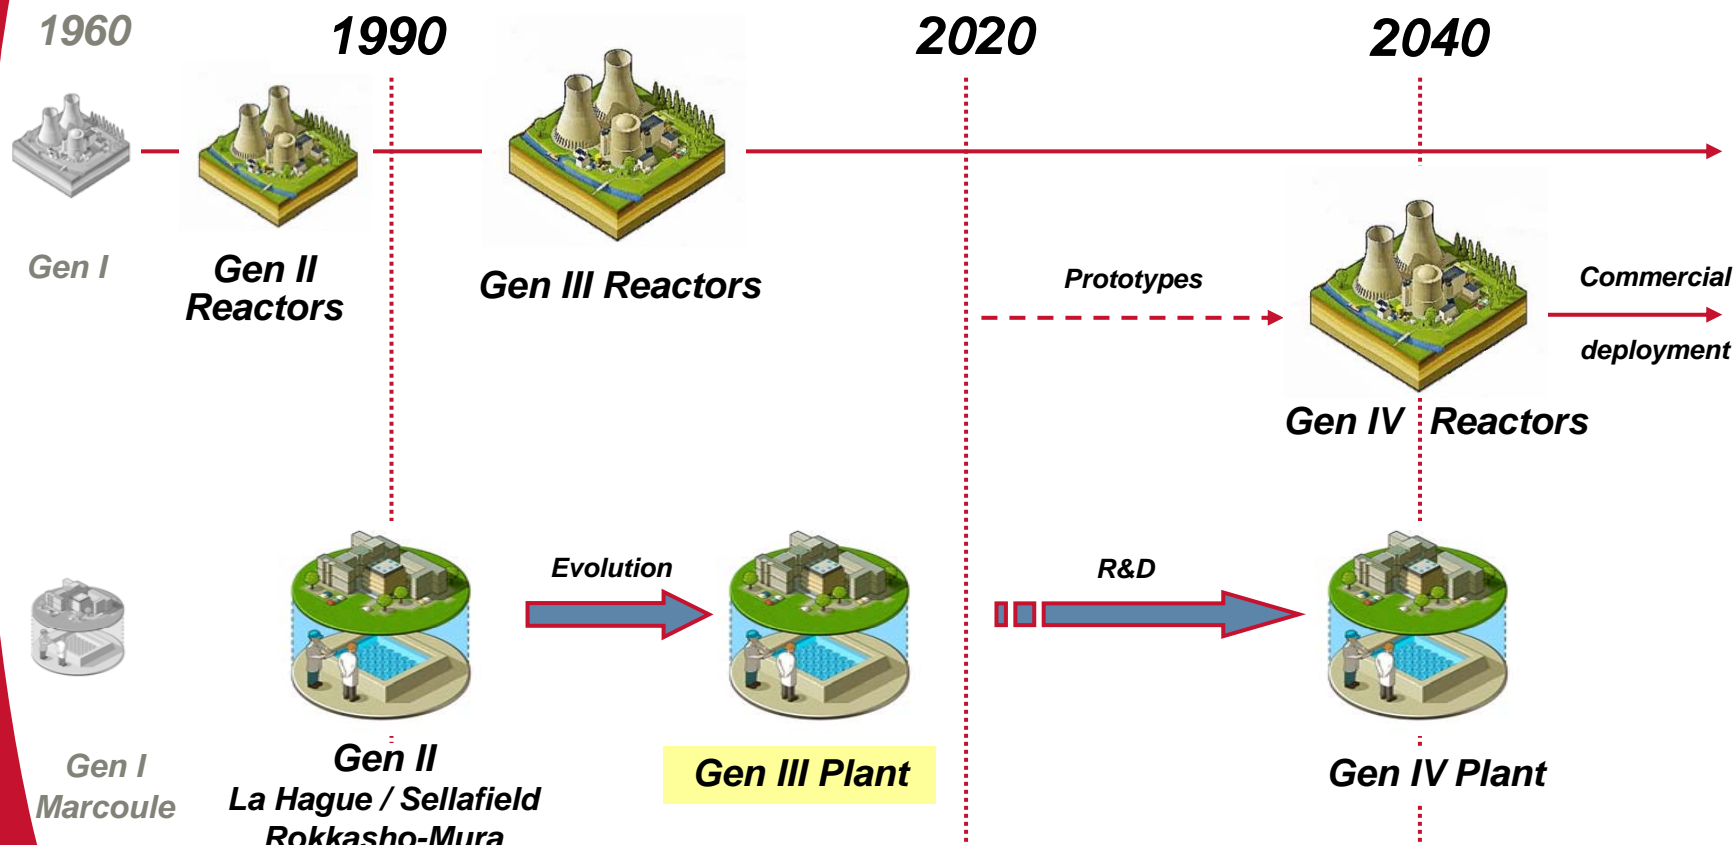 1960
1990
2020
2040
Gen I
Gen II
Reactors
Gen III Reactors
Prototypes
Commercial
deployment
Gen IV Reactors
Evolution
R&D
Gen I
Marcoule
Gen II
La Hague / Sellafield
Rokkasho-Mura
Gen III Plant
Gen IV Plant